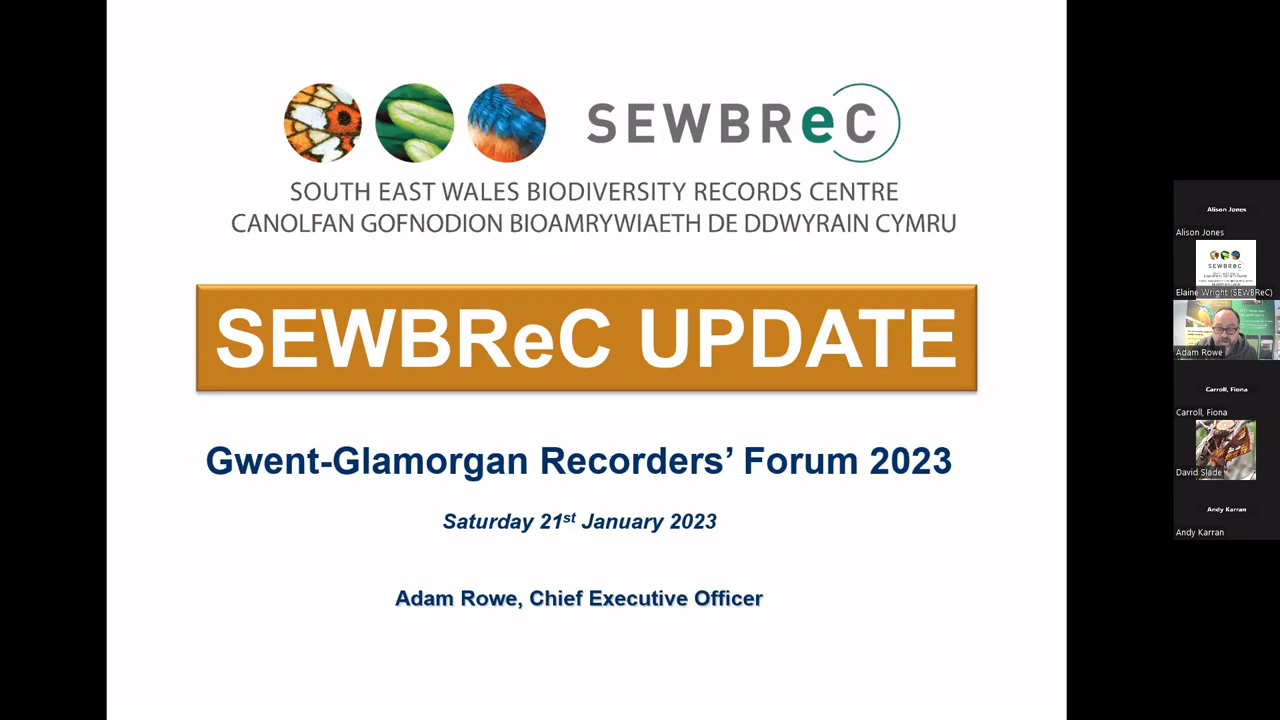 SEWBReC
SOUTH EAST WALES BIODIVERSITY RECORDS CENTRE
CANOLFAN GOFNODION BIOAMRYWIAETH DE DDWYRAIN CYMRU
SEWBReC UPDATE
Gwent-Glamorgan Recorders’ Forum 2023
Saturday 21st January 2023
Adam Rowe, Chief Executive Officer
Alison Jones
Alison Jones
SEWBReC
Elaine Wright (SEWBReC)
Adam Rowe
Carroll, Fiona
Carroll, Fiona
David Slade
Andy Karran
Andy Karran